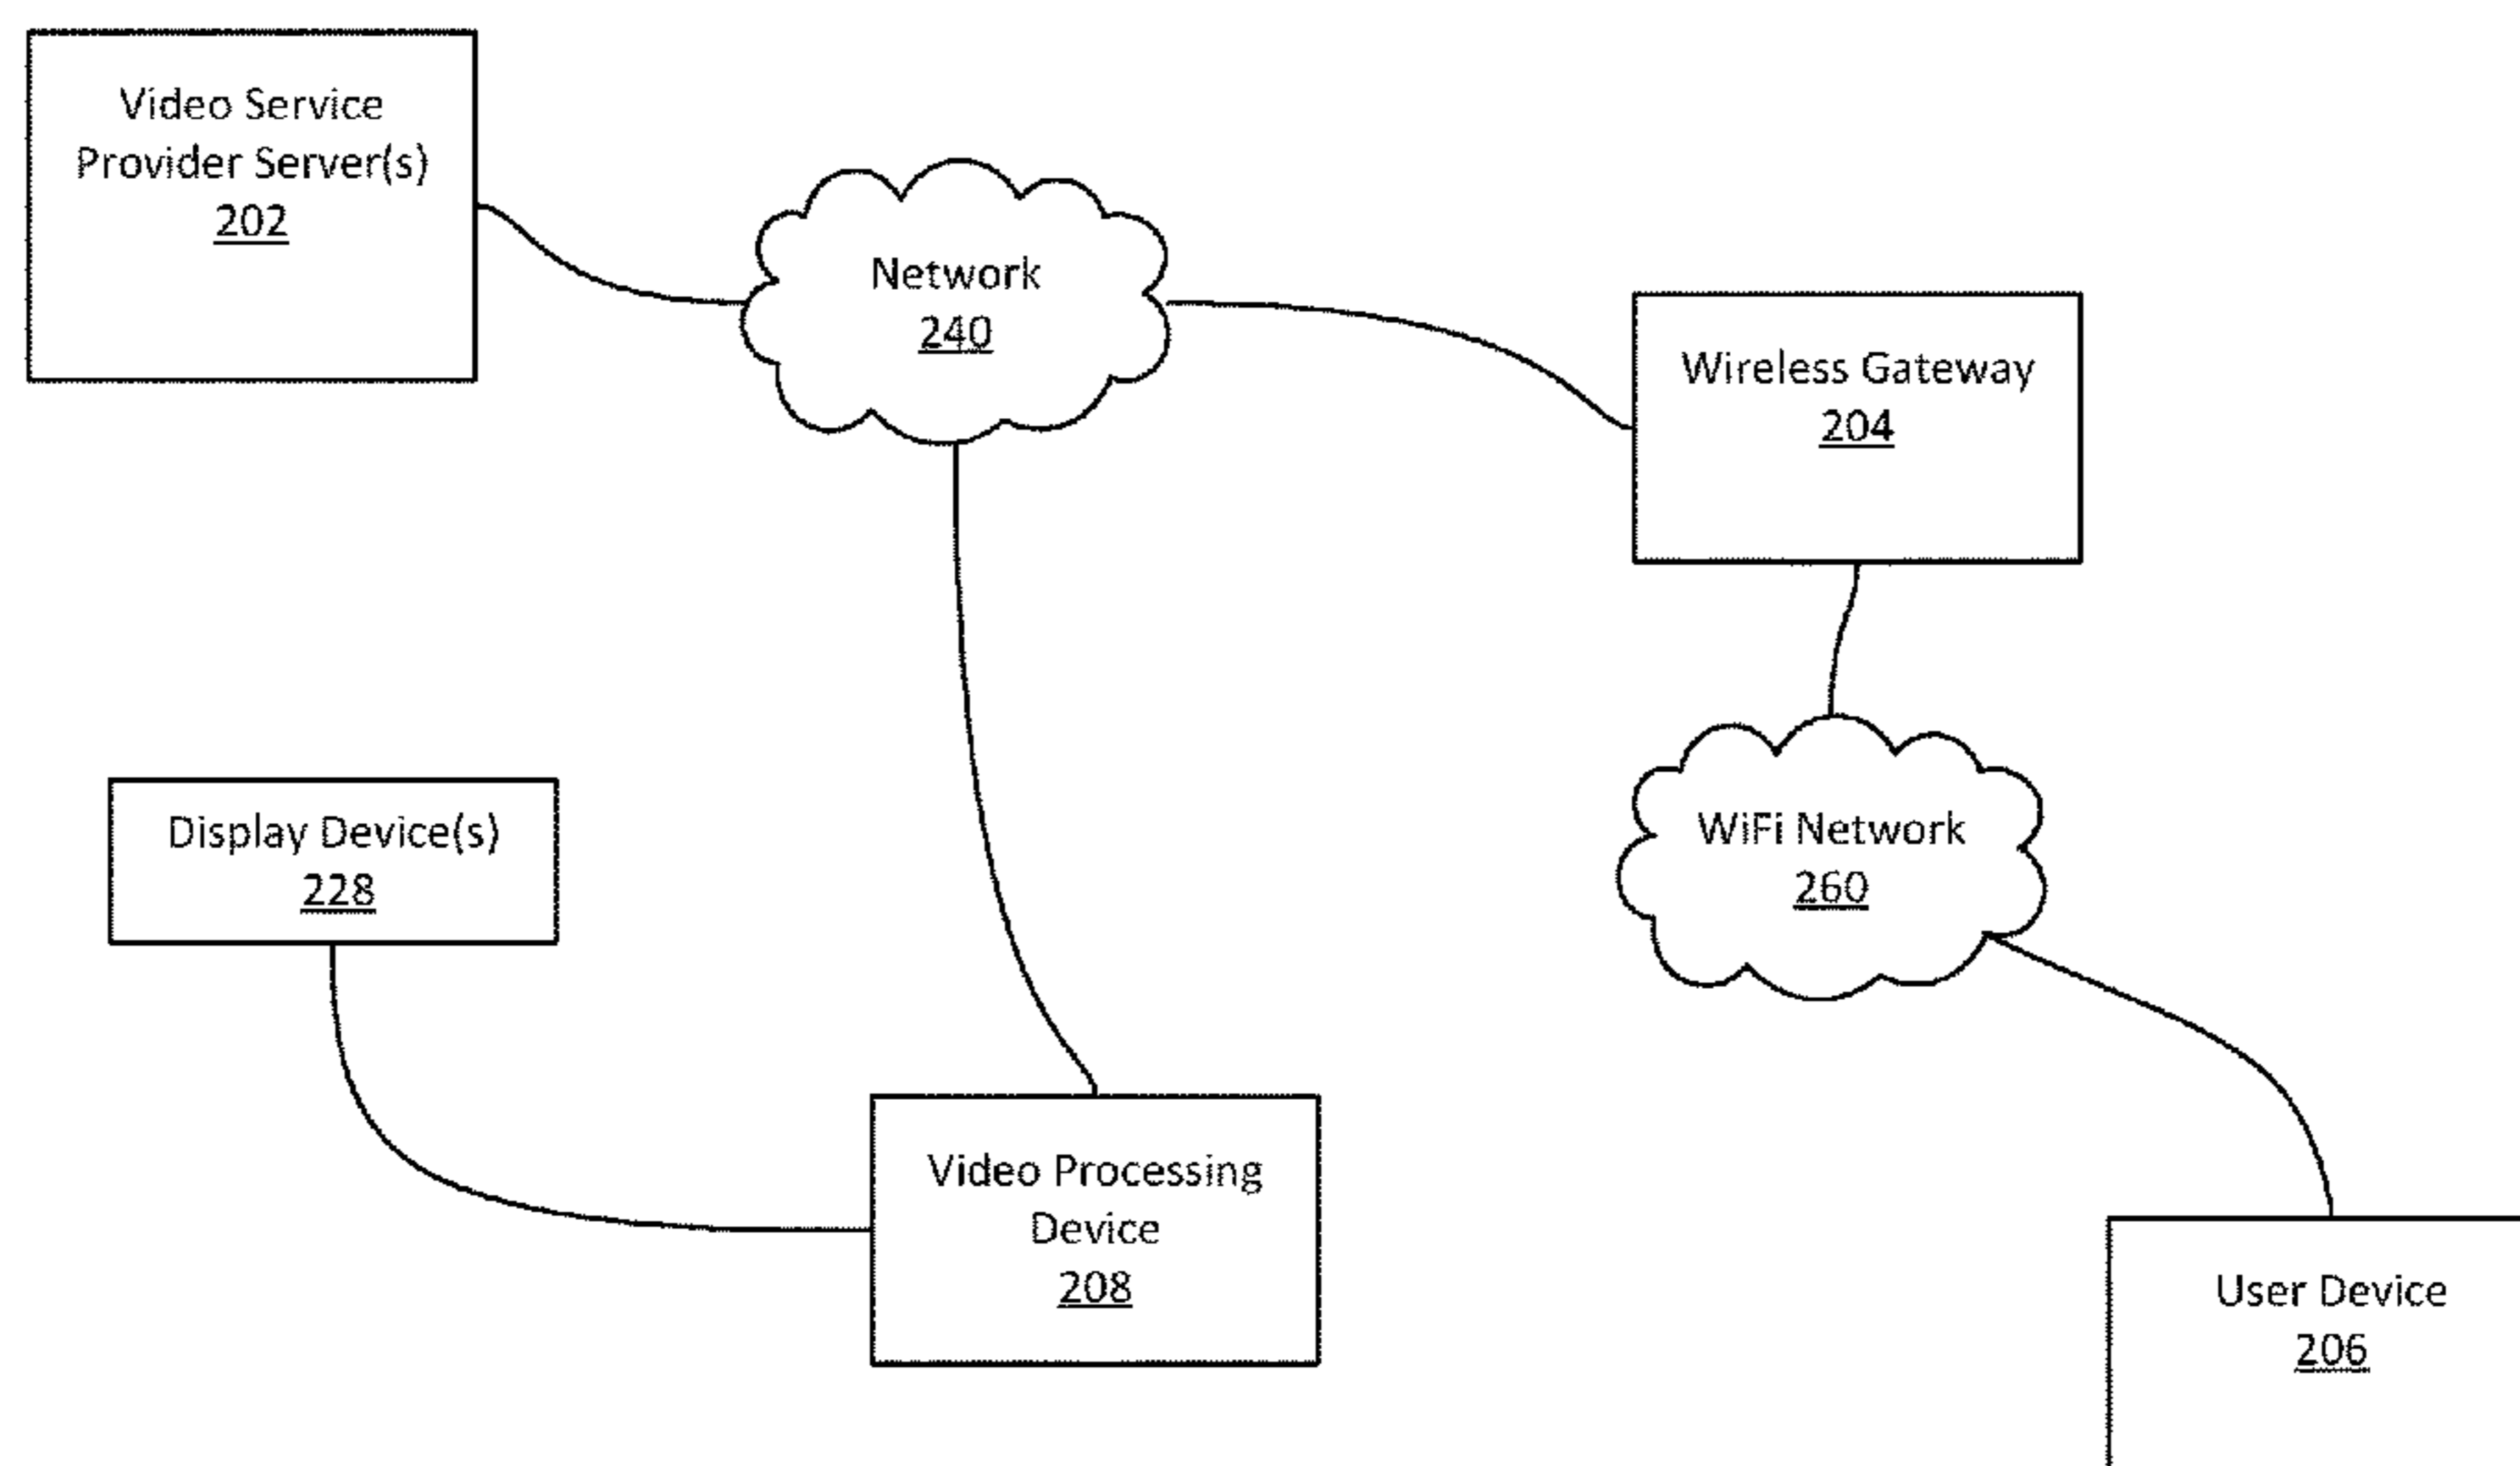 Video Service
Provider Server(s)
202
Network
240
Wireless Gateway
204
Display Device(s)
228
WiFi Network
260
Video Processing
Device
208
User Device
206